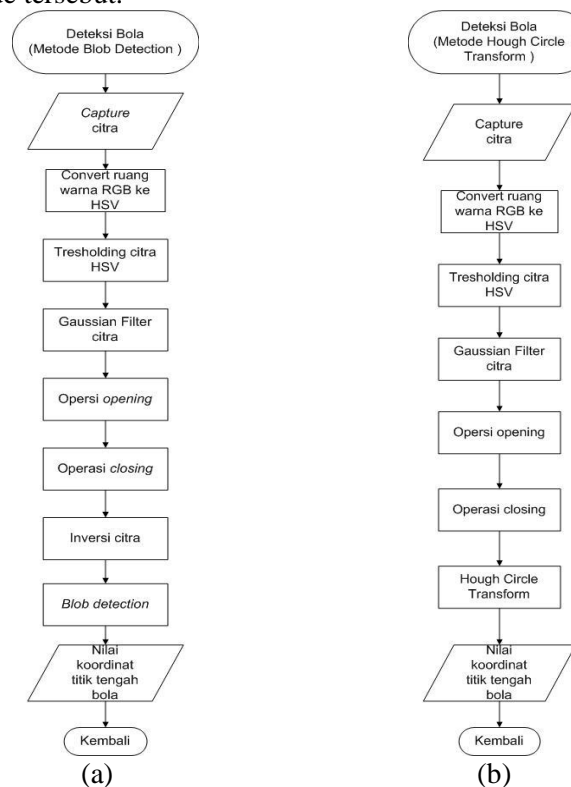 de tersebut.
Deteksi Bola
(Metode Blob Detection )
Capture
citra
Convert ruang
warna RGB ke
HSV
Tresholding citra
HSV
Gaussian Filter
citra
Opersi opening
Operasi closing
Inversi citra
Blob detection
Nilai
koordinat
titik tengah
bola
Kembali
(a)
Deteksi Bola
(Metode Hough Circle
Transform )
Capture
citra
Convert ruang
warna RGB ke
HSV
Tresholding citra
HSV
Gaussian Filter
citra
Opersi opening
Operasi closing
Hough Circle
Transform
Nilai
koordinat
titik tengah
bola
Kembali
(b)